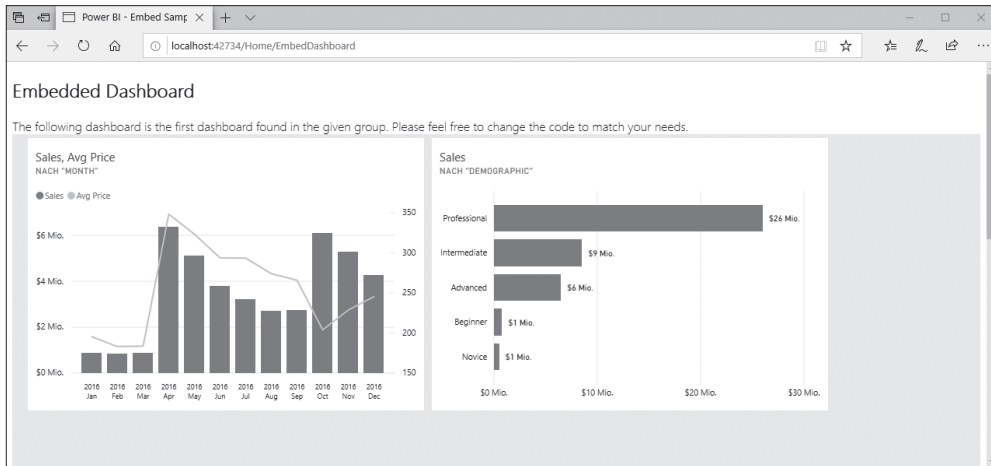 Power BI - Embed Samp
localhost:42734/Home/EmbedDashboard
Embedded Dashboard
The following dashboard is the first dashboard found in the given group. Please feel free to change the code to match your needs.
Sales, Avg Price
NACH "MONTH"
Sales Avg Price
$6 Mio.
$4 Mio.
$2 Mio.
$0 Mio.
350
300
250
200
150
2016 2016 2016 2016 2016 2016 2016 2016 2016 2016 2016 2016
Jan Feb Mar Apr May Jun Jul Aug Sep Oct Nov Dec
Sales
NACH "DEMOGRAPHIC"
Professional $26 Mio.
Intermediate $9 Mio.
Advanced $6 Mio.
Beginner $1 Mio.
Novice $1 Mio.
$0 Mio. $10 Mio. $20 Mio. $30 Mio.